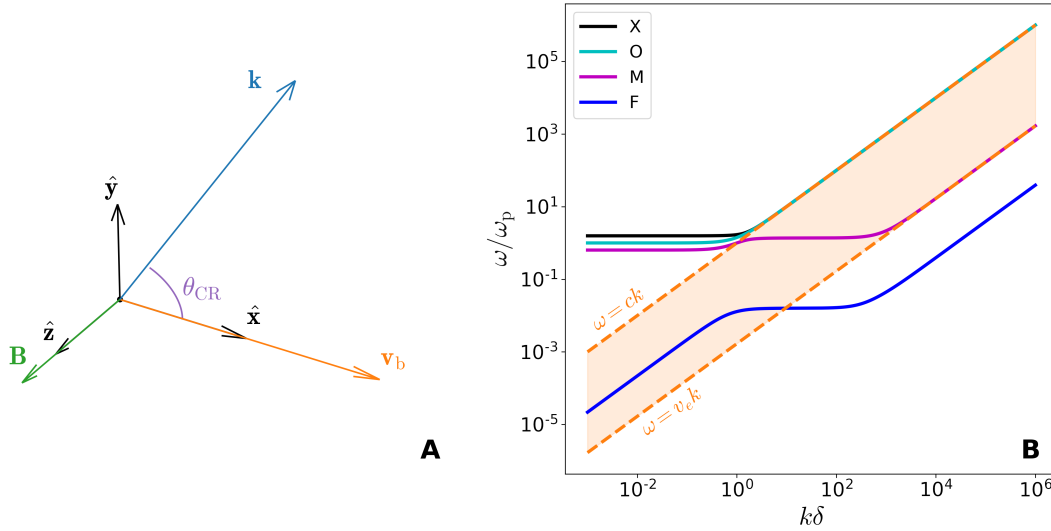 k
ŷ
θ_CR
x̂
ẑ
B
v_b
A
X
O
M
F
10^5
10^3
10^1
10^-1
10^-3
10^-5
ω/ω_p
ω = ck
ω = v_e k
B
10^-2
10^0
10^2
10^4
10^6
kδ